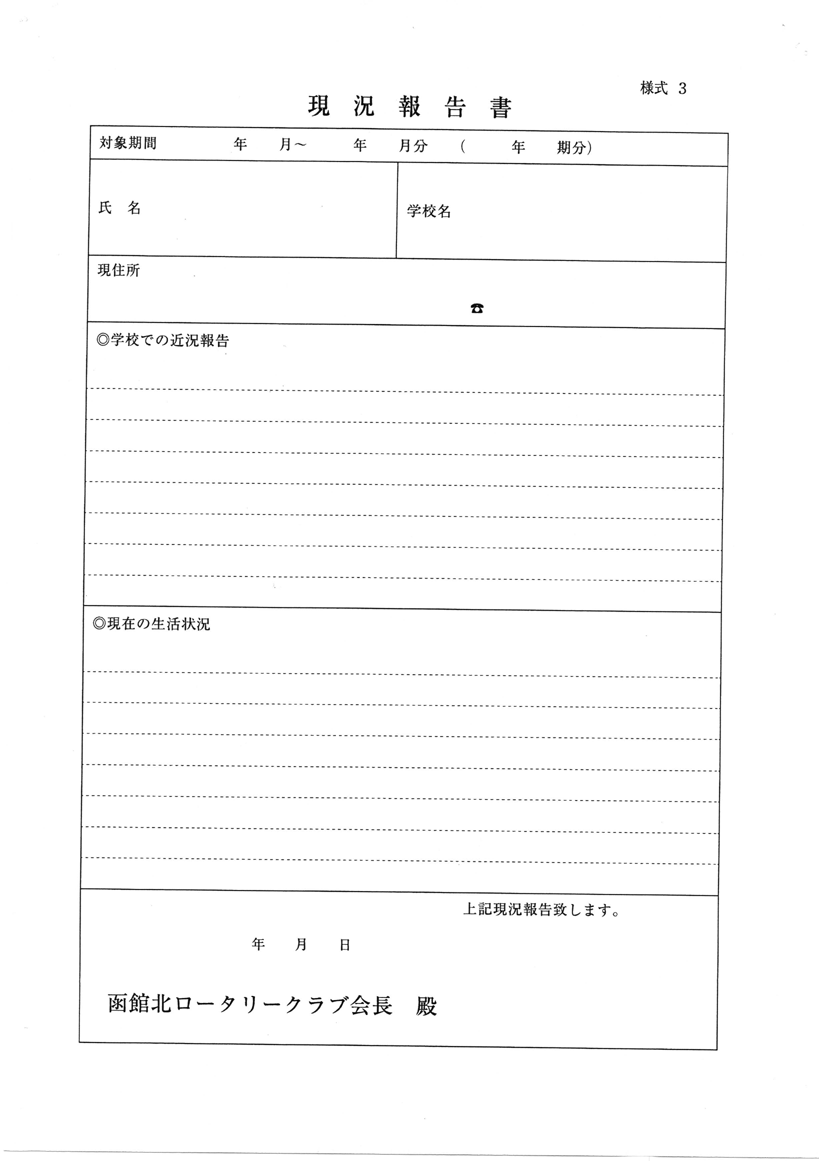 様式 3
現況報告書
対象期間 年 月~ 年 月分 ( 年 期分)
氏 名 学校名
現住所
☎
◎学校での近況報告
◎現在の生活状況
上記現況報告致します。
年 月 日
函館北ロータリークラブ会長 殿